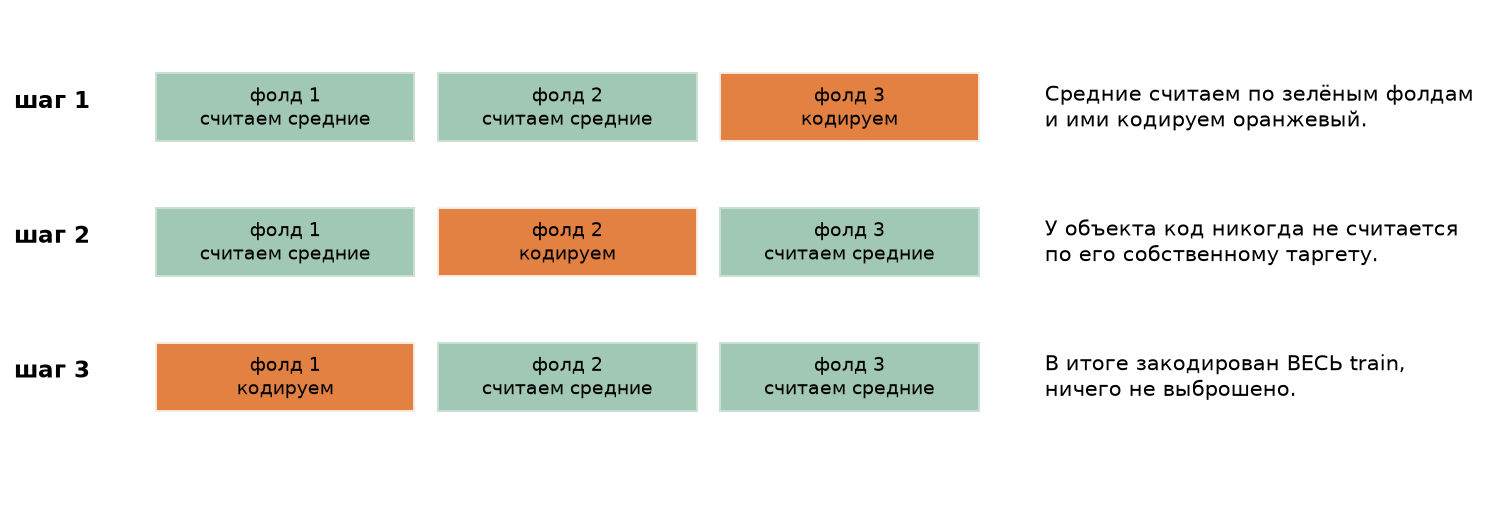 шаг 1
фолд 1
считаем средние
фолд 2
считаем средние
фолд 3
кодируем
Средние считаем по зелёным фолдам
и ими кодируем оранжевый.
шаг 2
фолд 1
считаем средние
фолд 2
кодируем
фолд 3
считаем средние
У объекта код никогда не считается
по его собственному таргету.
шаг 3
фолд 1
кодируем
фолд 2
считаем средние
фолд 3
считаем средние
В итоге закодирован ВЕСЬ train,
ничего не выброшено.